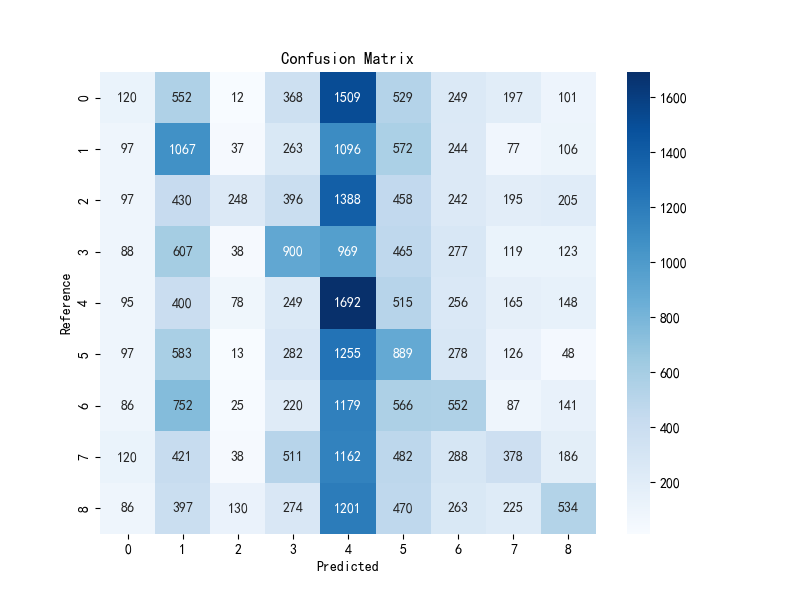 Confusion Matrix
0 120 552 12 368 1509 529 249 197 101
1 97 1067 37 263 1096 572 244 77 106
2 97 430 248 396 1388 458 242 195 205
3 88 607 38 900 969 465 277 119 123
4 95 400 78 249 1692 515 256 165 148
5 97 583 13 282 1255 889 278 126 48
6 86 752 25 220 1179 566 552 87 141
7 120 421 38 511 1162 482 288 378 186
8 86 397 130 274 1201 470 263 225 534
0 1 2 3 4 5 6 7 8
Predicted
Reference
1600
1400
1200
1000
800
600
400
200